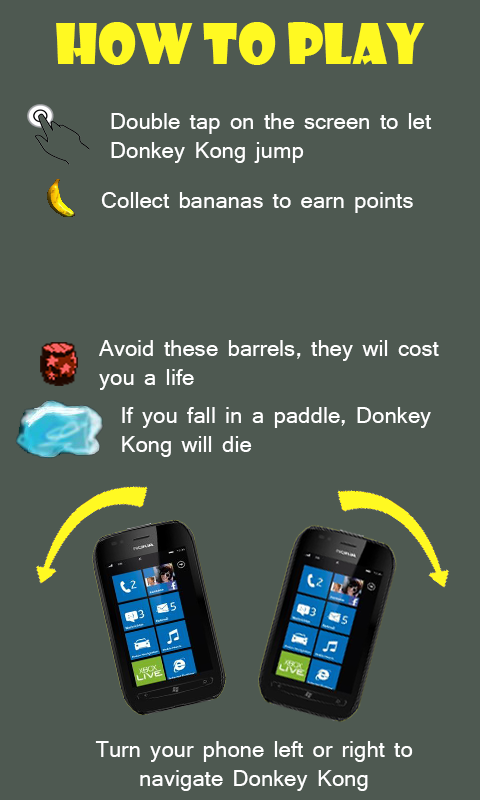 HOW TO PLAY
Double tap on the screen to let
Donkey Kong jump
Collect bananas to earn points
Avoid these barrels, they wil cost
you a life
If you fall in a paddle, Donkey
Kong will die
NOKIA
2
3
5
XBOX
LIVE
NOKIA
2
3
5
XBOX
LIVE
Turn your phone left or right to
navigate Donkey Kong